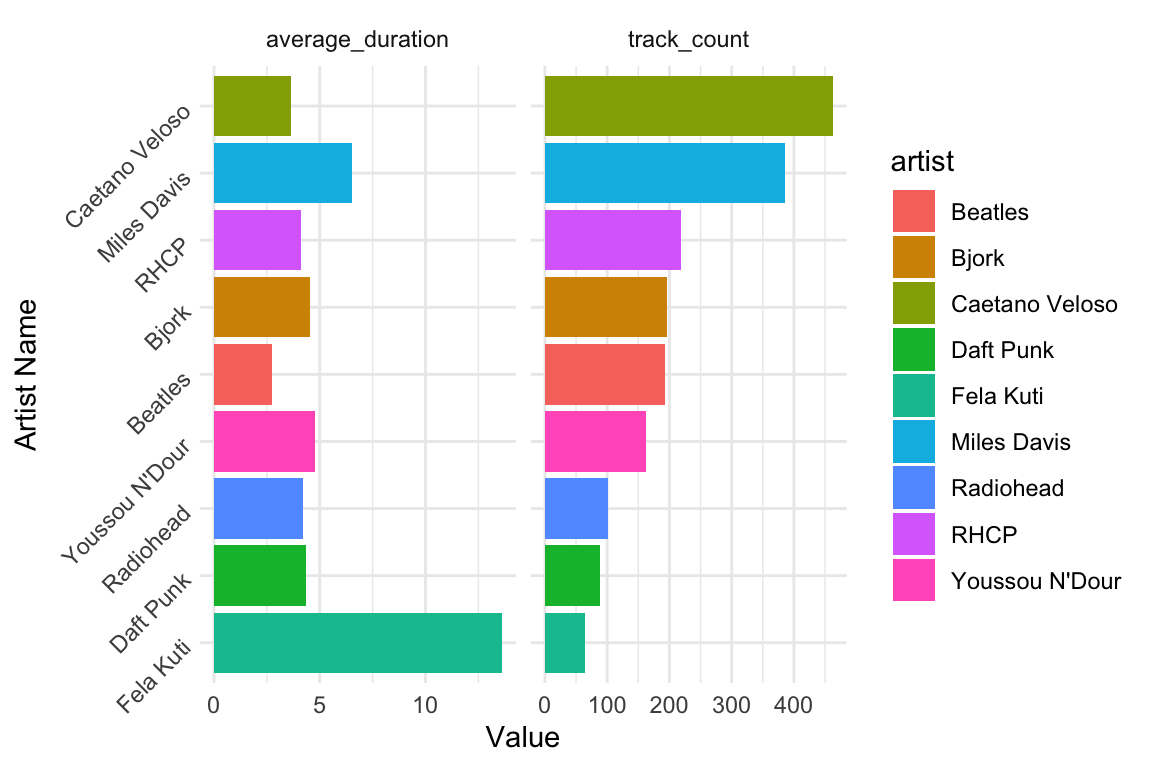 average_duration
track_count
Artist Name
Caetano Veloso
Miles Davis
RHCP
Bjork
Beatles
Youssou N'Dour
Radiohead
Daft Punk
Fela Kuti
0 5 10
0 100 200 300 400
Value
artist
Beatles
Bjork
Caetano Veloso
Daft Punk
Fela Kuti
Miles Davis
Radiohead
RHCP
Youssou N'Dour